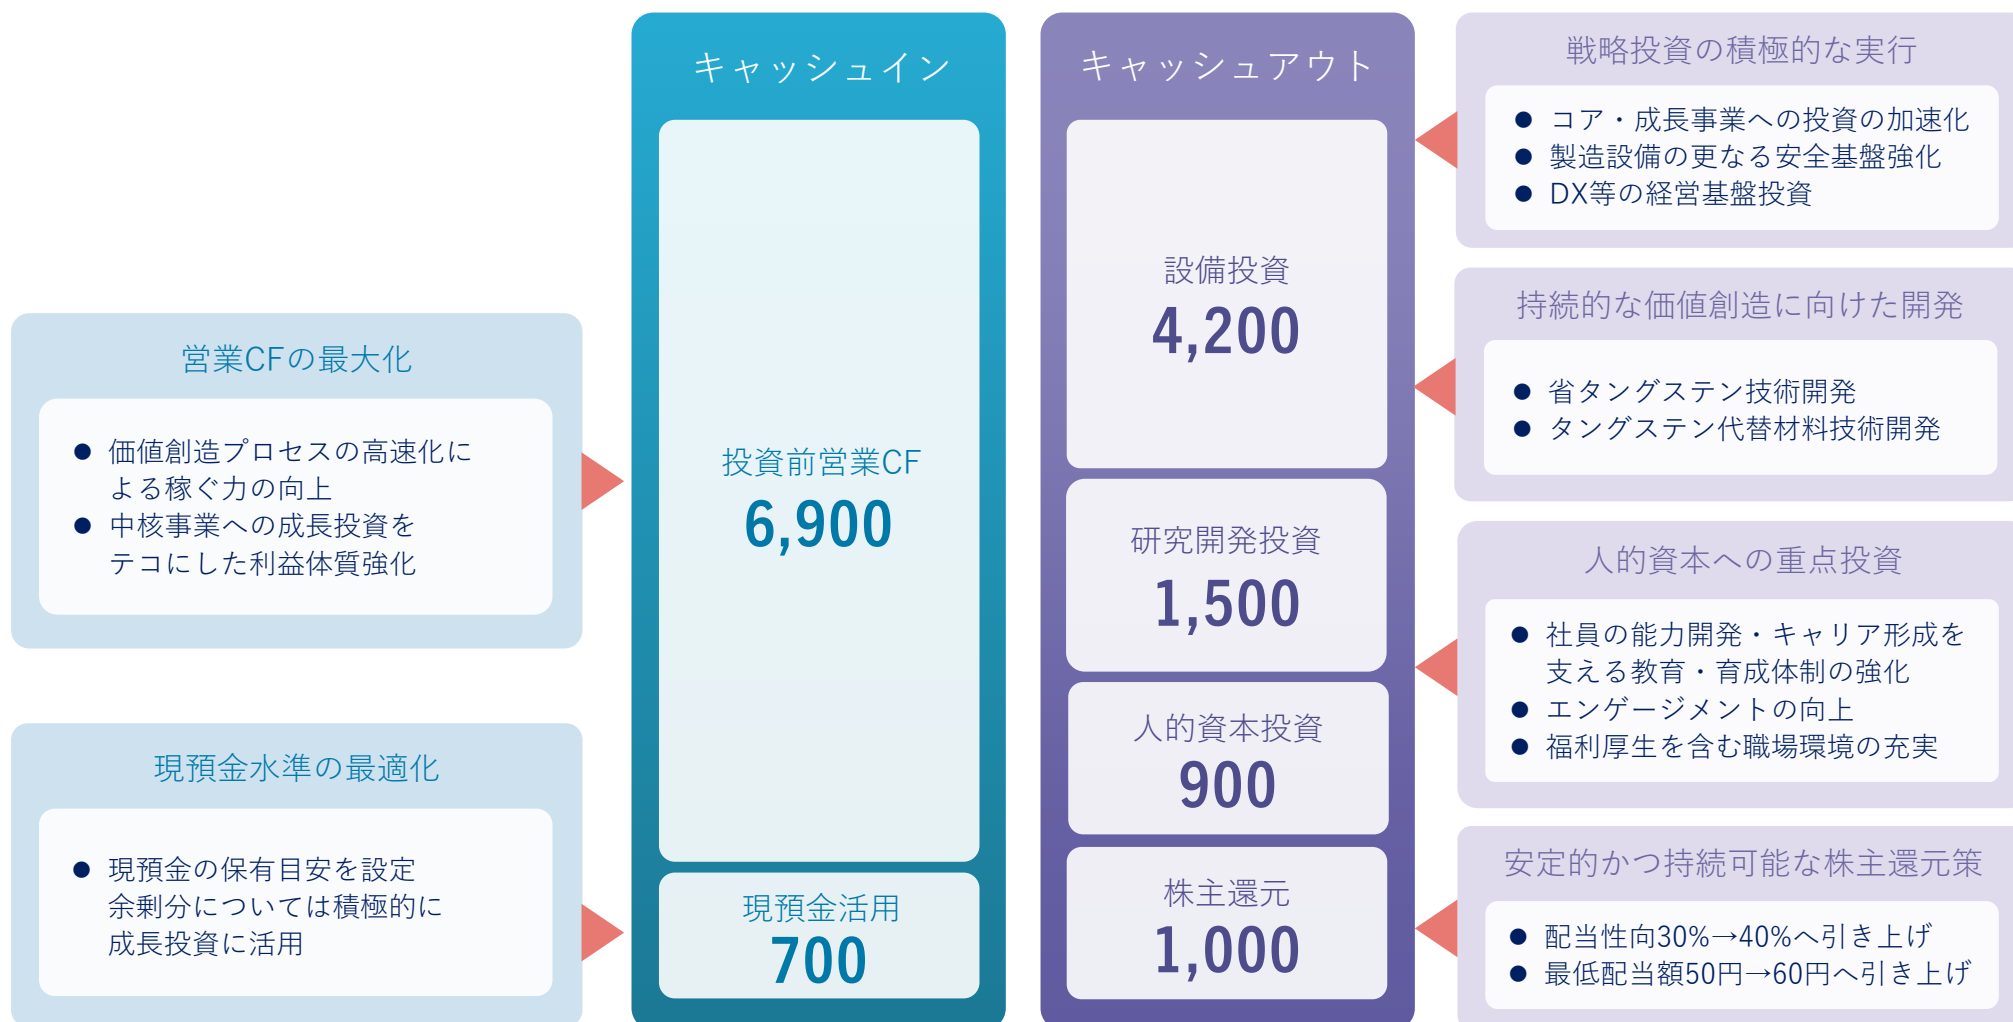 営業CFの最大化
● 価値創造プロセスの高速化に
よる稼ぐ力の向上
● 中核事業への成長投資を
テコにした利益体質強化
現預金水準の最適化
● 現預金の保有目安を設定
余剰分については積極的に
成長投資に活用
キャッシュイン
投資前営業CF
6,900
現預金活用
700
キャッシュアウト
設備投資
4,200
研究開発投資
1,500
人的資本投資
900
株主還元
1,000
戦略投資の積極的な実行
● コア・成長事業への投資の加速化
● 製造設備の更なる安全基盤強化
● DX等の経営基盤投資
持続的な価値創造に向けた開発
● 省タングステン技術開発
● タングステン代替材料技術開発
人的資本への重点投資
● 社員の能力開発・キャリア形成を
支える教育・育成体制の強化
● エンゲージメントの向上
● 福利厚生を含む職場環境の充実
安定的かつ持続可能な株主還元策
● 配当性向30%→40%へ引き上げ
● 最低配当額50円→60円へ引き上げ